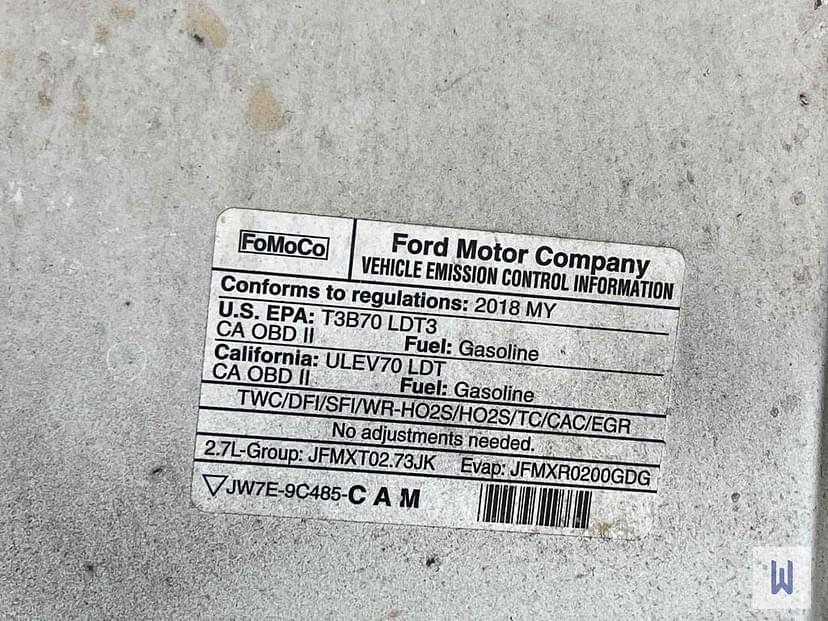 FoMoCo
Ford Motor Company
VEHICLE EMISSION CONTROL INFORMATION
Conforms to regulations: 2018 MY
U.S. EPA: T3B70 LDT3
CA OBD II Fuel: Gasoline
California: ULEV70 LDT
CA OBD II Fuel: Gasoline
TWC/DFI/SFI/WR-HO2S/HO2S/TC/CAC/EGR
No adjustments needed.
2.7L-Group: JFMXT02.73JK Evap: JFMXR0200GDG
JW7E-9C485-CAM
W